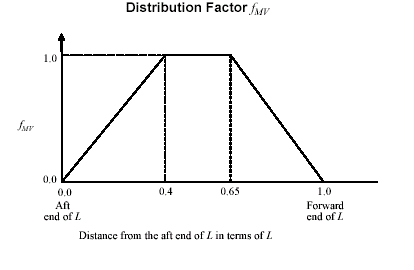 Distribution Factor fMV
1.0
fMV
0.0
0.0 0.4 0.65 1.0
Aft Forward
end of L end of L
Distance from the aft end of L in terms of L